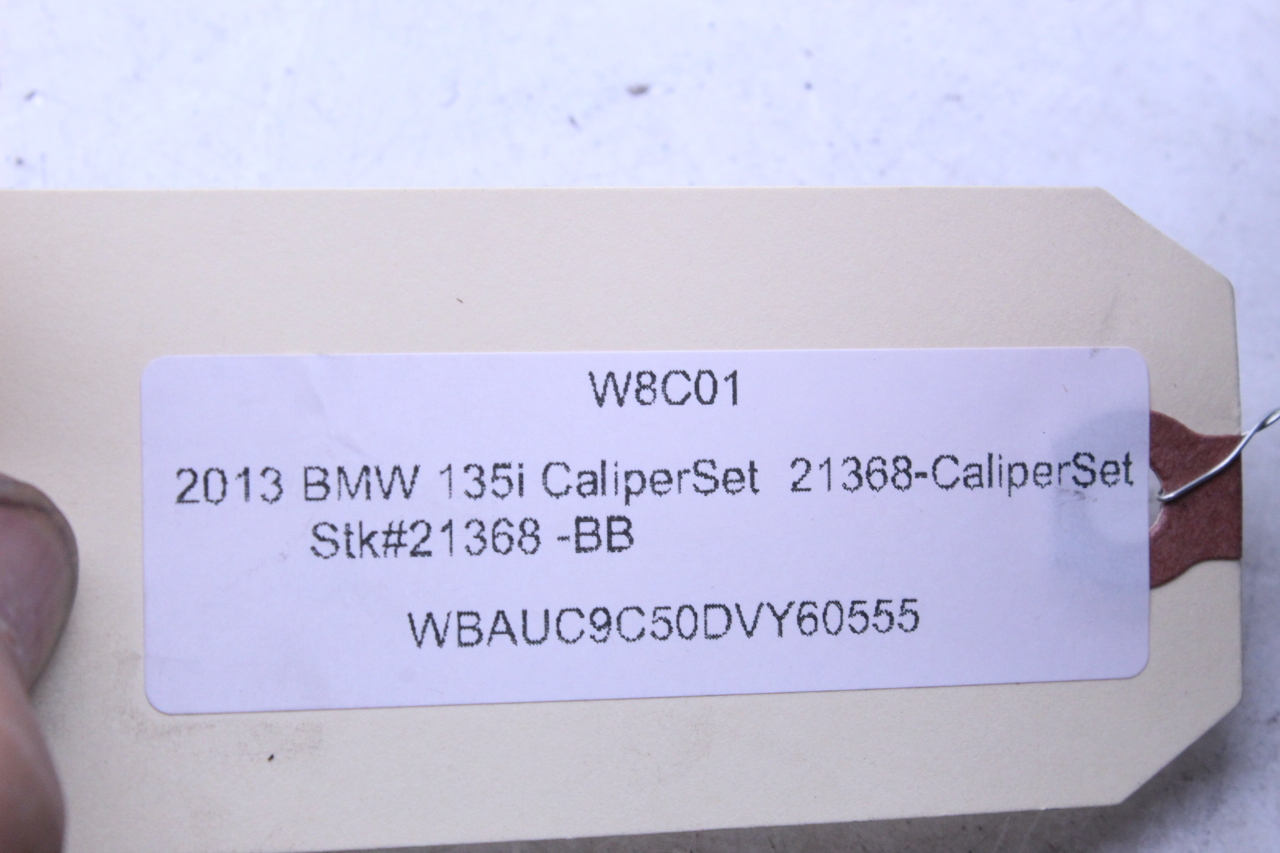 W8C01
2013 BMW 135i CaliperSet 21368-CaliperSet
Stk#21368 -BB
WBAUC9C50DVY60555